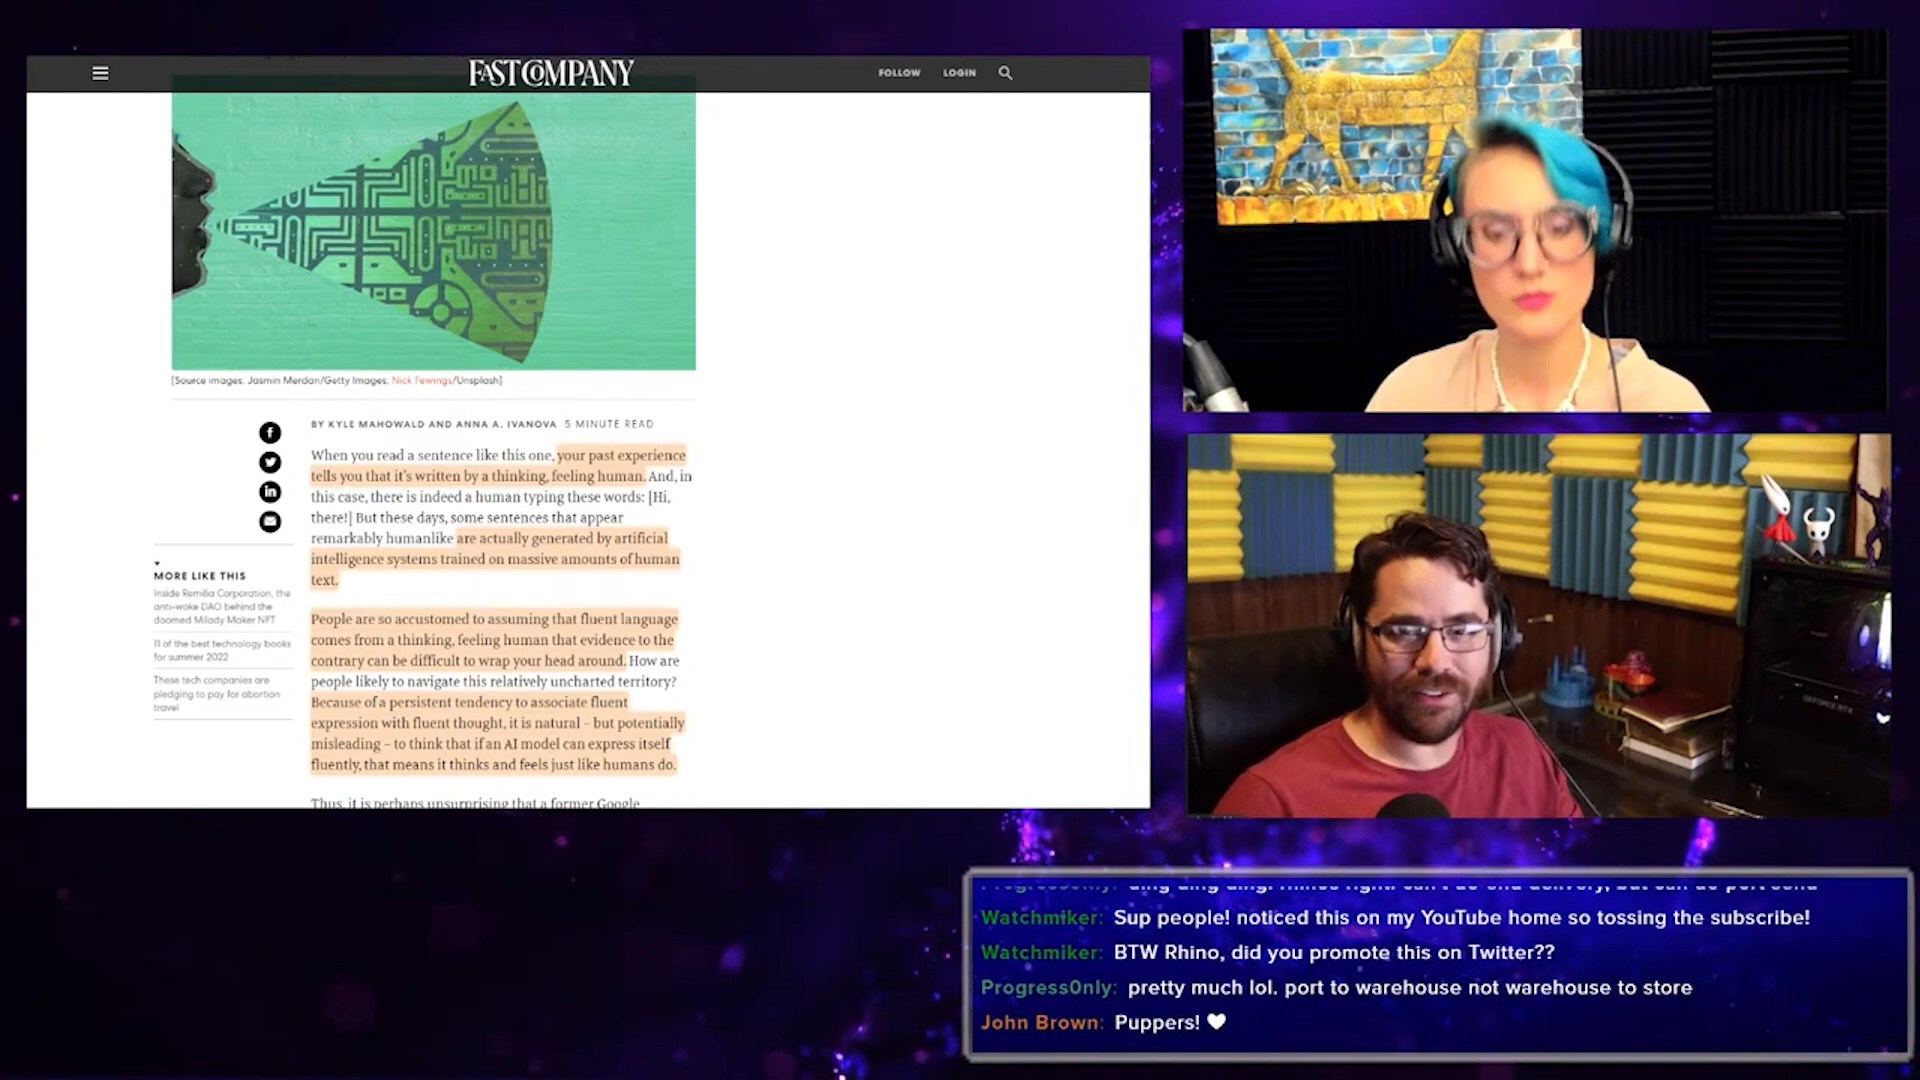 FAST COMPANY
FOLLOW LOGIN
[Source images: Jasmin Merdan/Getty Images; Nick Fewings/Unsplash]
BY KYLE MAHOWALD AND ANNA A. IVANOVA 5 MINUTE READ
When you read a sentence like this one, your past experience
tells you that it's written by a thinking, feeling human. And, in
this case, there is indeed a human typing these words: [Hi,
there!] But these days, some sentences that appear
remarkably humanlike are actually generated by artificial
intelligence systems trained on massive amounts of human
text.
People are so accustomed to assuming that fluent language
comes from a thinking, feeling human that evidence to the
contrary can be difficult to wrap your head around. How are
people likely to navigate this relatively uncharted territory?
Because of a persistent tendency to associate fluent
expression with fluent thought, it is natural – but potentially
misleading – to think that if an AI model can express itself
fluently, that means it thinks and feels just like humans do.
Thus, it is perhaps unsurprising that a former Google
MORE LIKE THIS
Inside Remilia Corporation, the
anti-woke DAO behind the
doomed Milady Maker NFT
11 of the best technology books
for summer 2022
These tech companies are
pledging to pay for abortion
travel
GEFORCE RTX
Watchmiker: Sup people! noticed this on my YouTube home so tossing the subscribe!
Watchmiker: BTW Rhino, did you promote this on Twitter??
ProgressOnly: pretty much lol. port to warehouse not warehouse to store
John Brown: Puppers! ♥